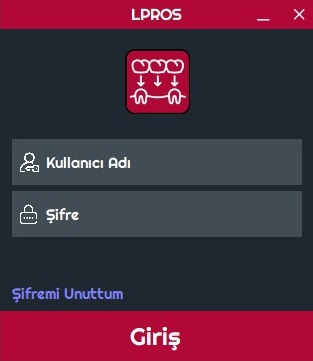 LPROS
Kullanıcı Adı
Şifre
Şifremi Unuttum
Giriş